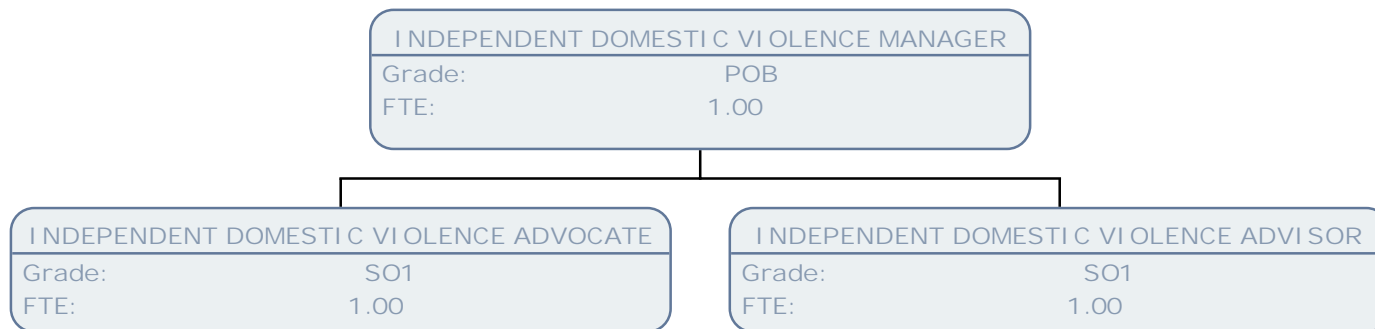 INDEPENDENT DOMESTIC VIOLENCE MANAGER
Grade: POB
FTE: 1.00
INDEPENDENT DOMESTIC VIOLENCE ADVOCATE
Grade: SO1
FTE: 1.00
INDEPENDENT DOMESTIC VIOLENCE ADVISOR
Grade: SO1
FTE: 1.00